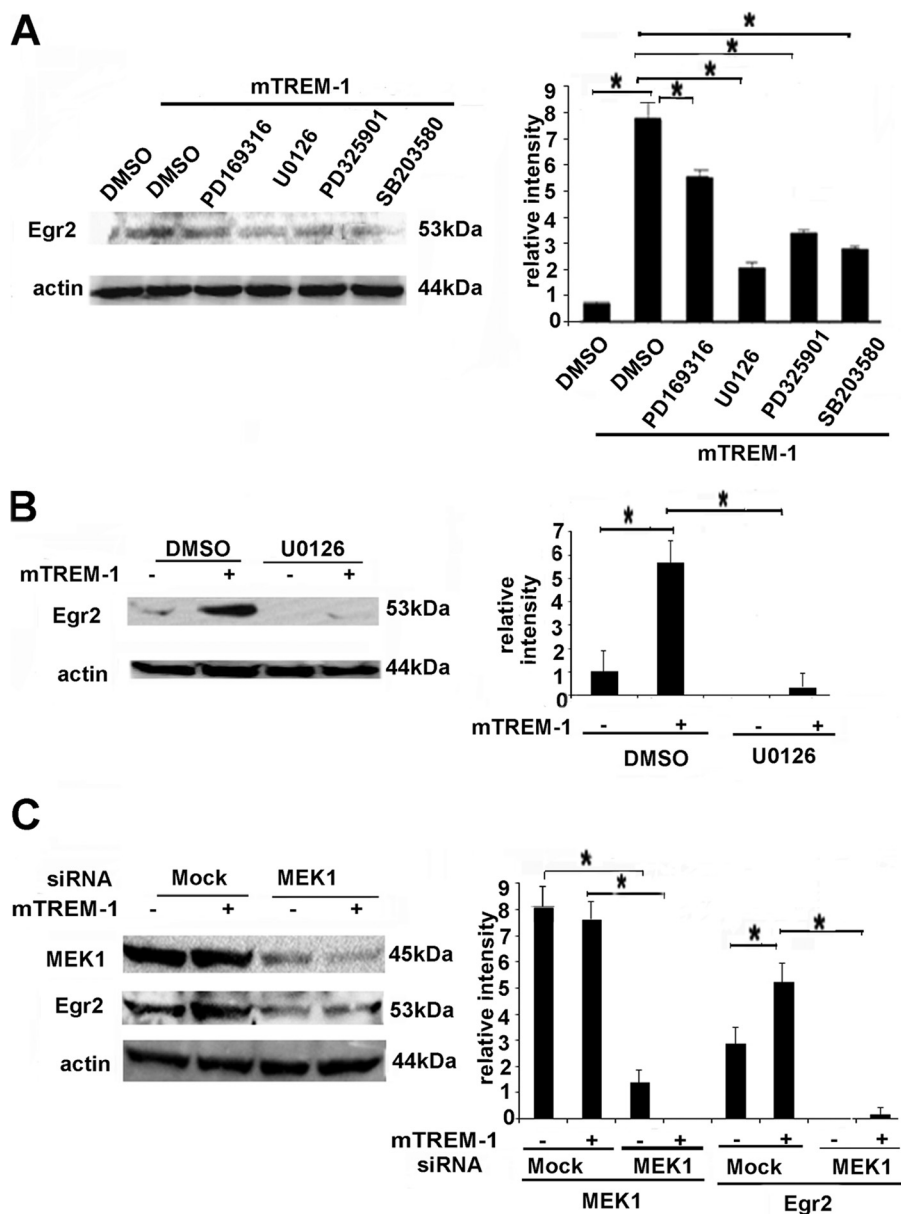 A
mTREM-1
DMSO
DMSO
PD169316
U0126
PD325901
SB203580
Egr2
53kDa
actin
44kDa
* * * * *
relative intensity
9
8
7
6
5
4
3
2
1
0
DMSO
DMSO
PD169316
U0126
PD325901
SB203580
mTREM-1
B
DMSO U0126
mTREM-1 - + - +
Egr2 53kDa
actin 44kDa
* *
relative
intensity
7
6
5
4
3
2
1
0
mTREM-1 - + - +
DMSO U0126
C
siRNA Mock MEK1
mTREM-1 - + - +
MEK1 45kDa
Egr2 53kDa
actin 44kDa
* * * *
relative intensity
9
8
7
6
5
4
3
2
1
0
mTREM-1 - + - + - + - +
siRNA Mock MEK1 Mock MEK1
MEK1 Egr2